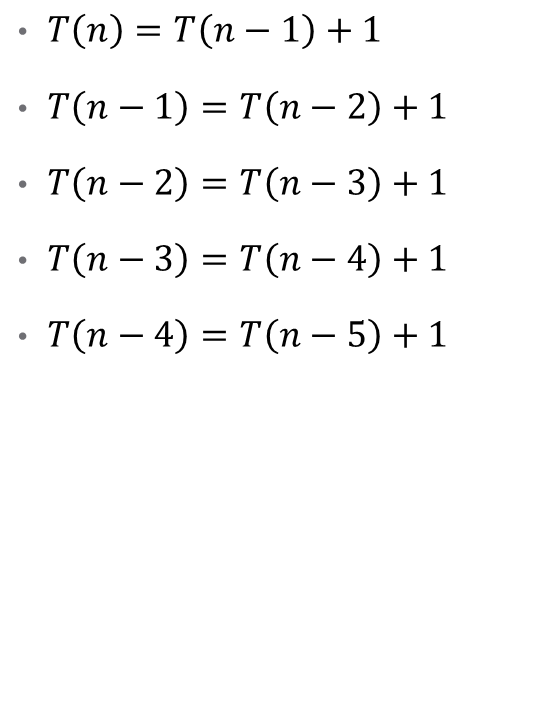 • T(n) = T(n − 1) + 1
• T(n − 1) = T(n − 2) + 1
• T(n − 2) = T(n − 3) + 1
• T(n − 3) = T(n − 4) + 1
• T(n − 4) = T(n − 5) + 1